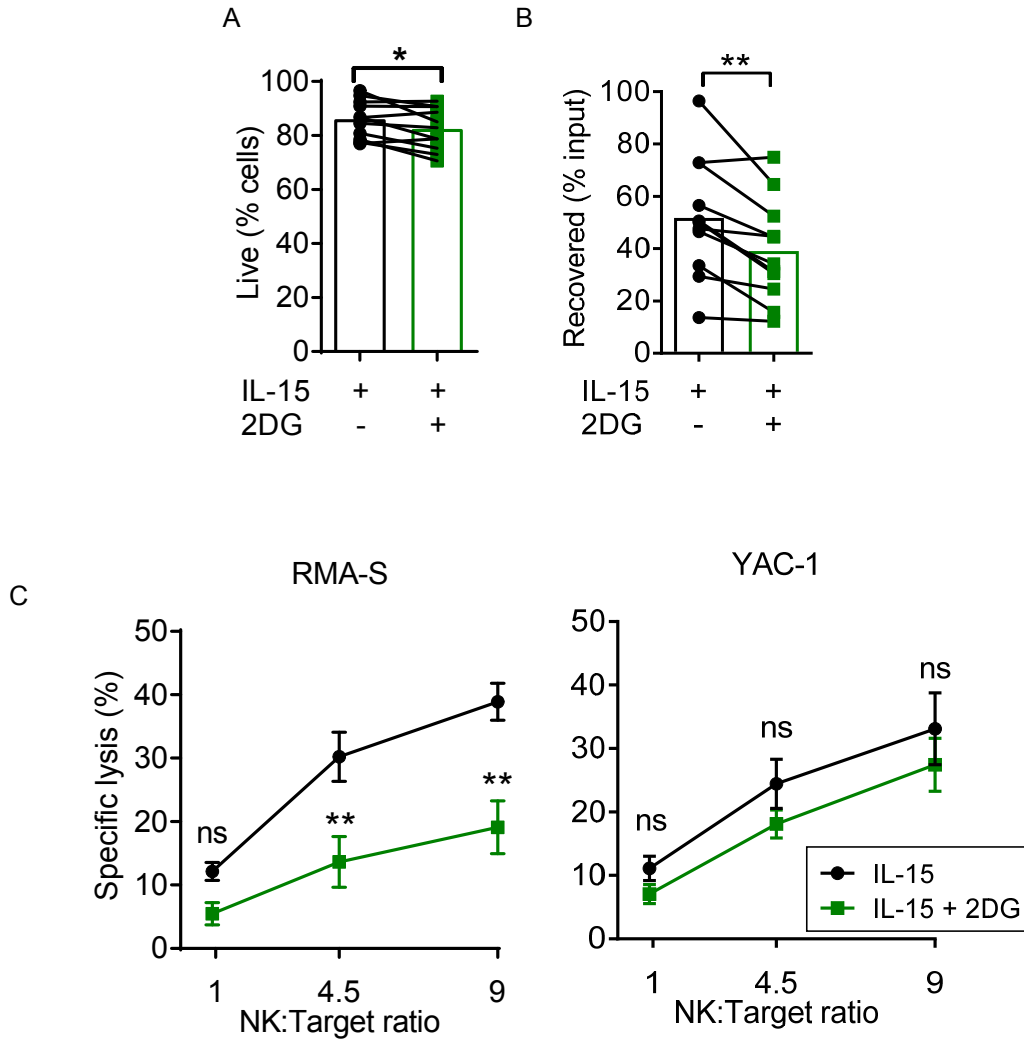 A
B
*
**
Live (% cells)
100
80
60
40
20
0
Recovered (% input)
100
80
60
40
20
0
IL-15 + +
2DG - +
IL-15 + +
2DG - +
C
RMA-S
YAC-1
Specific lysis (%)
50
40
30
20
10
0
ns
**
**
1 4.5 9
NK:Target ratio
50
40
30
20
10
0
ns
ns
ns
IL-15
IL-15 + 2DG
1 4.5 9
NK:Target ratio